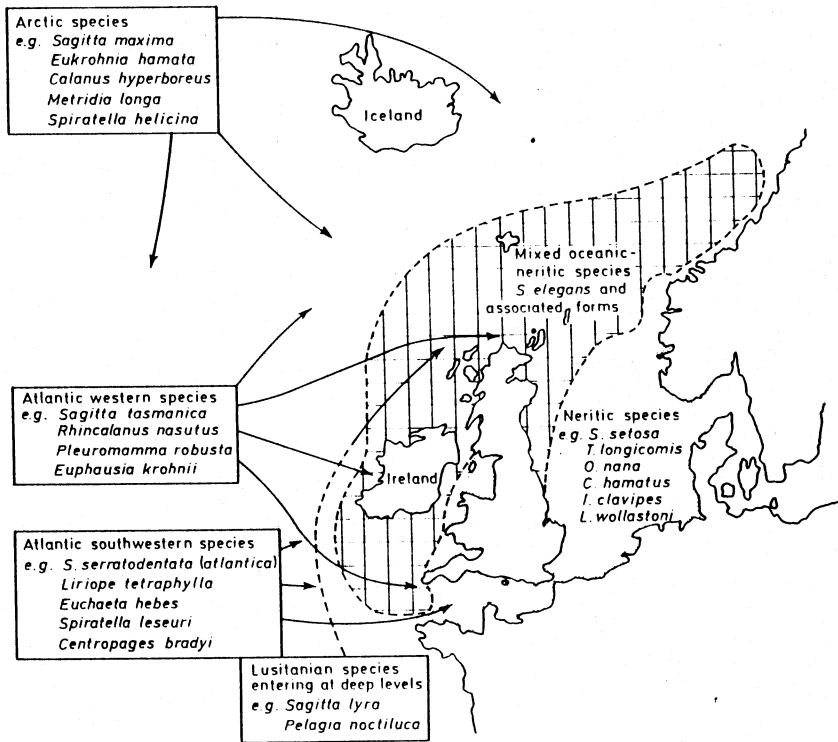 Arctic species
e.g. Sagitta maxima
Eukrohnia hamata
Calanus hyperboreus
Metridia longa
Spiratella helicina
Iceland
Mixed oceanic-
neritic species
S elegans and
associated forms
Atlantic western species
e.g. Sagitta tasmanica
Rhincalanus nasutus
Pleuromamma robusta
Euphausia krohnii
Ireland
Neritic species
e.g. S. setosa
T. longicornis
O. nana
C. hamatus
I. clavipes
L. wollastoni
Atlantic southwestern species
e.g. S. serratodentata (atlantica)
Liriope tetraphylla
Euchaeta hebes
Spiratella leseuri
Centropages bradyi
Lusitanian species
entering at deep levels
e.g. Sagitta lyra
Pelagia noctiluca